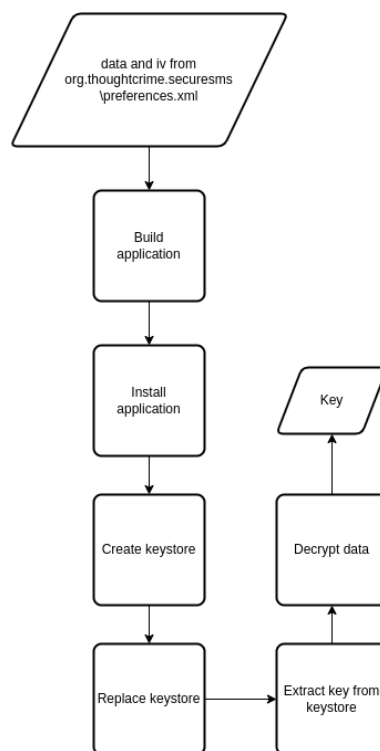 data and iv from
org.thoughtcrime.securesms
\preferences.xml
Build
application
Install
application
Create keystore
Replace keystore
Extract key from
keystore
Decrypt data
Key